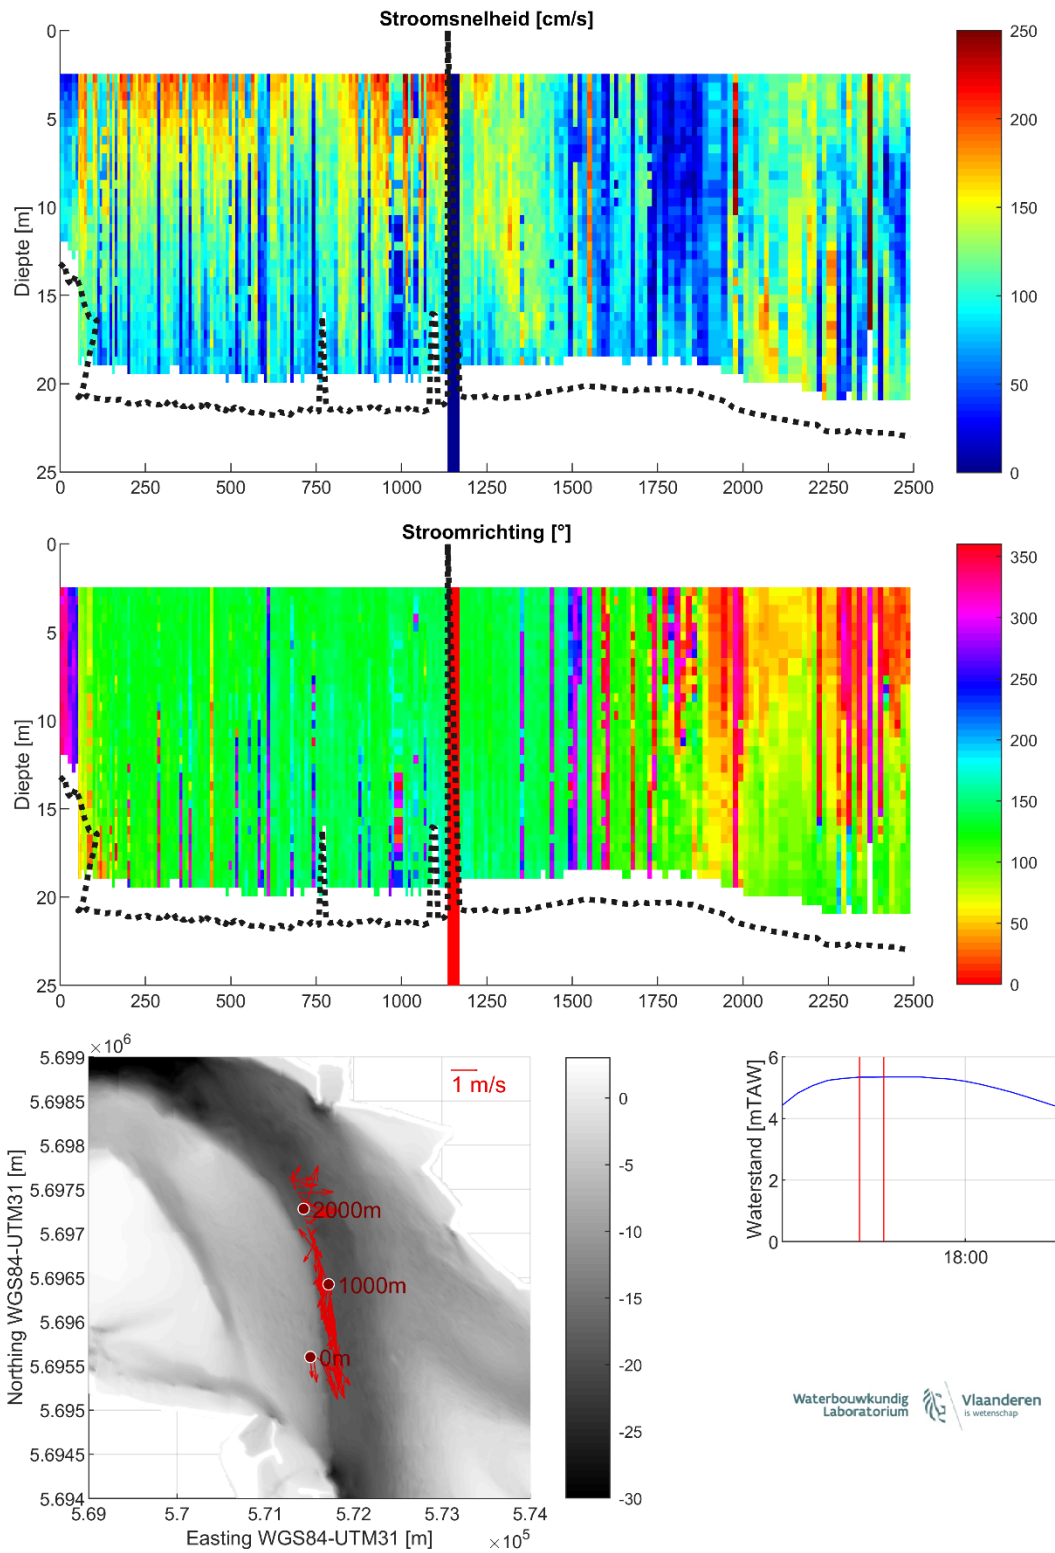 Stroomsnelheid [cm/s]
Diepte [m]
0
5
10
15
20
25
0 250 500 750 1000 1250 1500 1750 2000 2250 2500
250
200
150
100
50
0
Stroomrichting [°]
Diepte [m]
0
5
10
15
20
25
0 250 500 750 1000 1250 1500 1750 2000 2250 2500
350
300
250
200
150
100
50
0
×10⁶
Northing WGS84-UTM31 [m]
5.699
5.6985
5.698
5.6975
5.697
5.6965
5.696
5.6955
5.695
5.6945
5.694
1 m/s
2000m
1000m
0m
5.69 5.7 5.71 5.72 5.73 5.74
Easting WGS84-UTM31 [m]
×10⁵
0
-5
-10
-15
-20
-25
-30
Waterstand [mTAW]
6
4
2
0
18:00
Waterbouwkundig
Laboratorium
Vlaanderen
is wetenschap